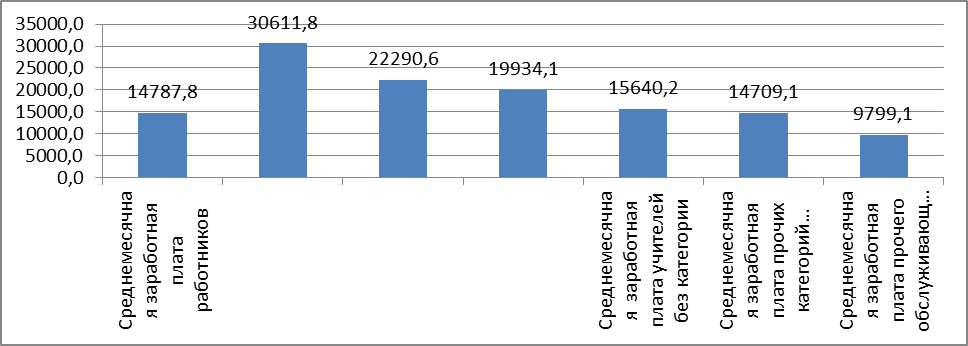 35000,0
30000,0
25000,0
20000,0
15000,0
10000,0
5000,0
0,0
14787,8
30611,8
22290,6
19934,1
15640,2
14709,1
9799,1
Среднемесячна
я заработная
плата
работников
Среднемесячна
я заработная
плата учителей
без категории
Среднемесячна
я заработная
плата прочих
категорий...
Среднемесячна
я заработная
плата прочего
обслуживающ...